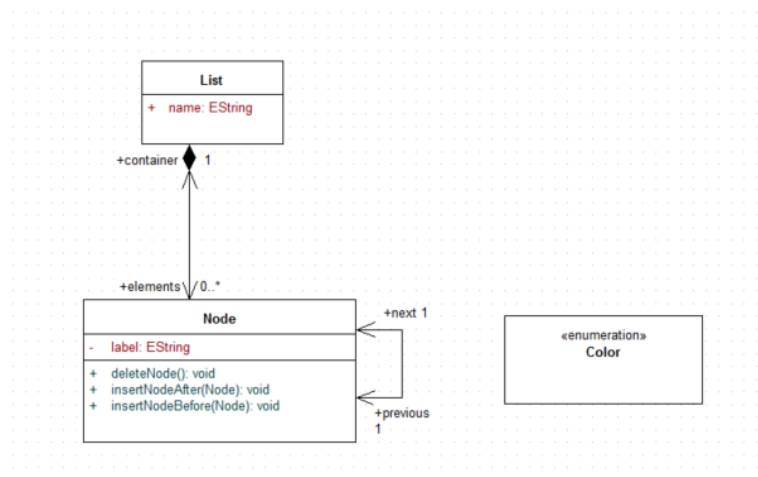 List
+ name: EString
+container 1
+elements 0..*
Node
- label: EString
+ deleteNode(): void
+ insertNodeAfter(Node): void
+ insertNodeBefore(Node): void
+next 1
+previous
1
«enumeration»
Color